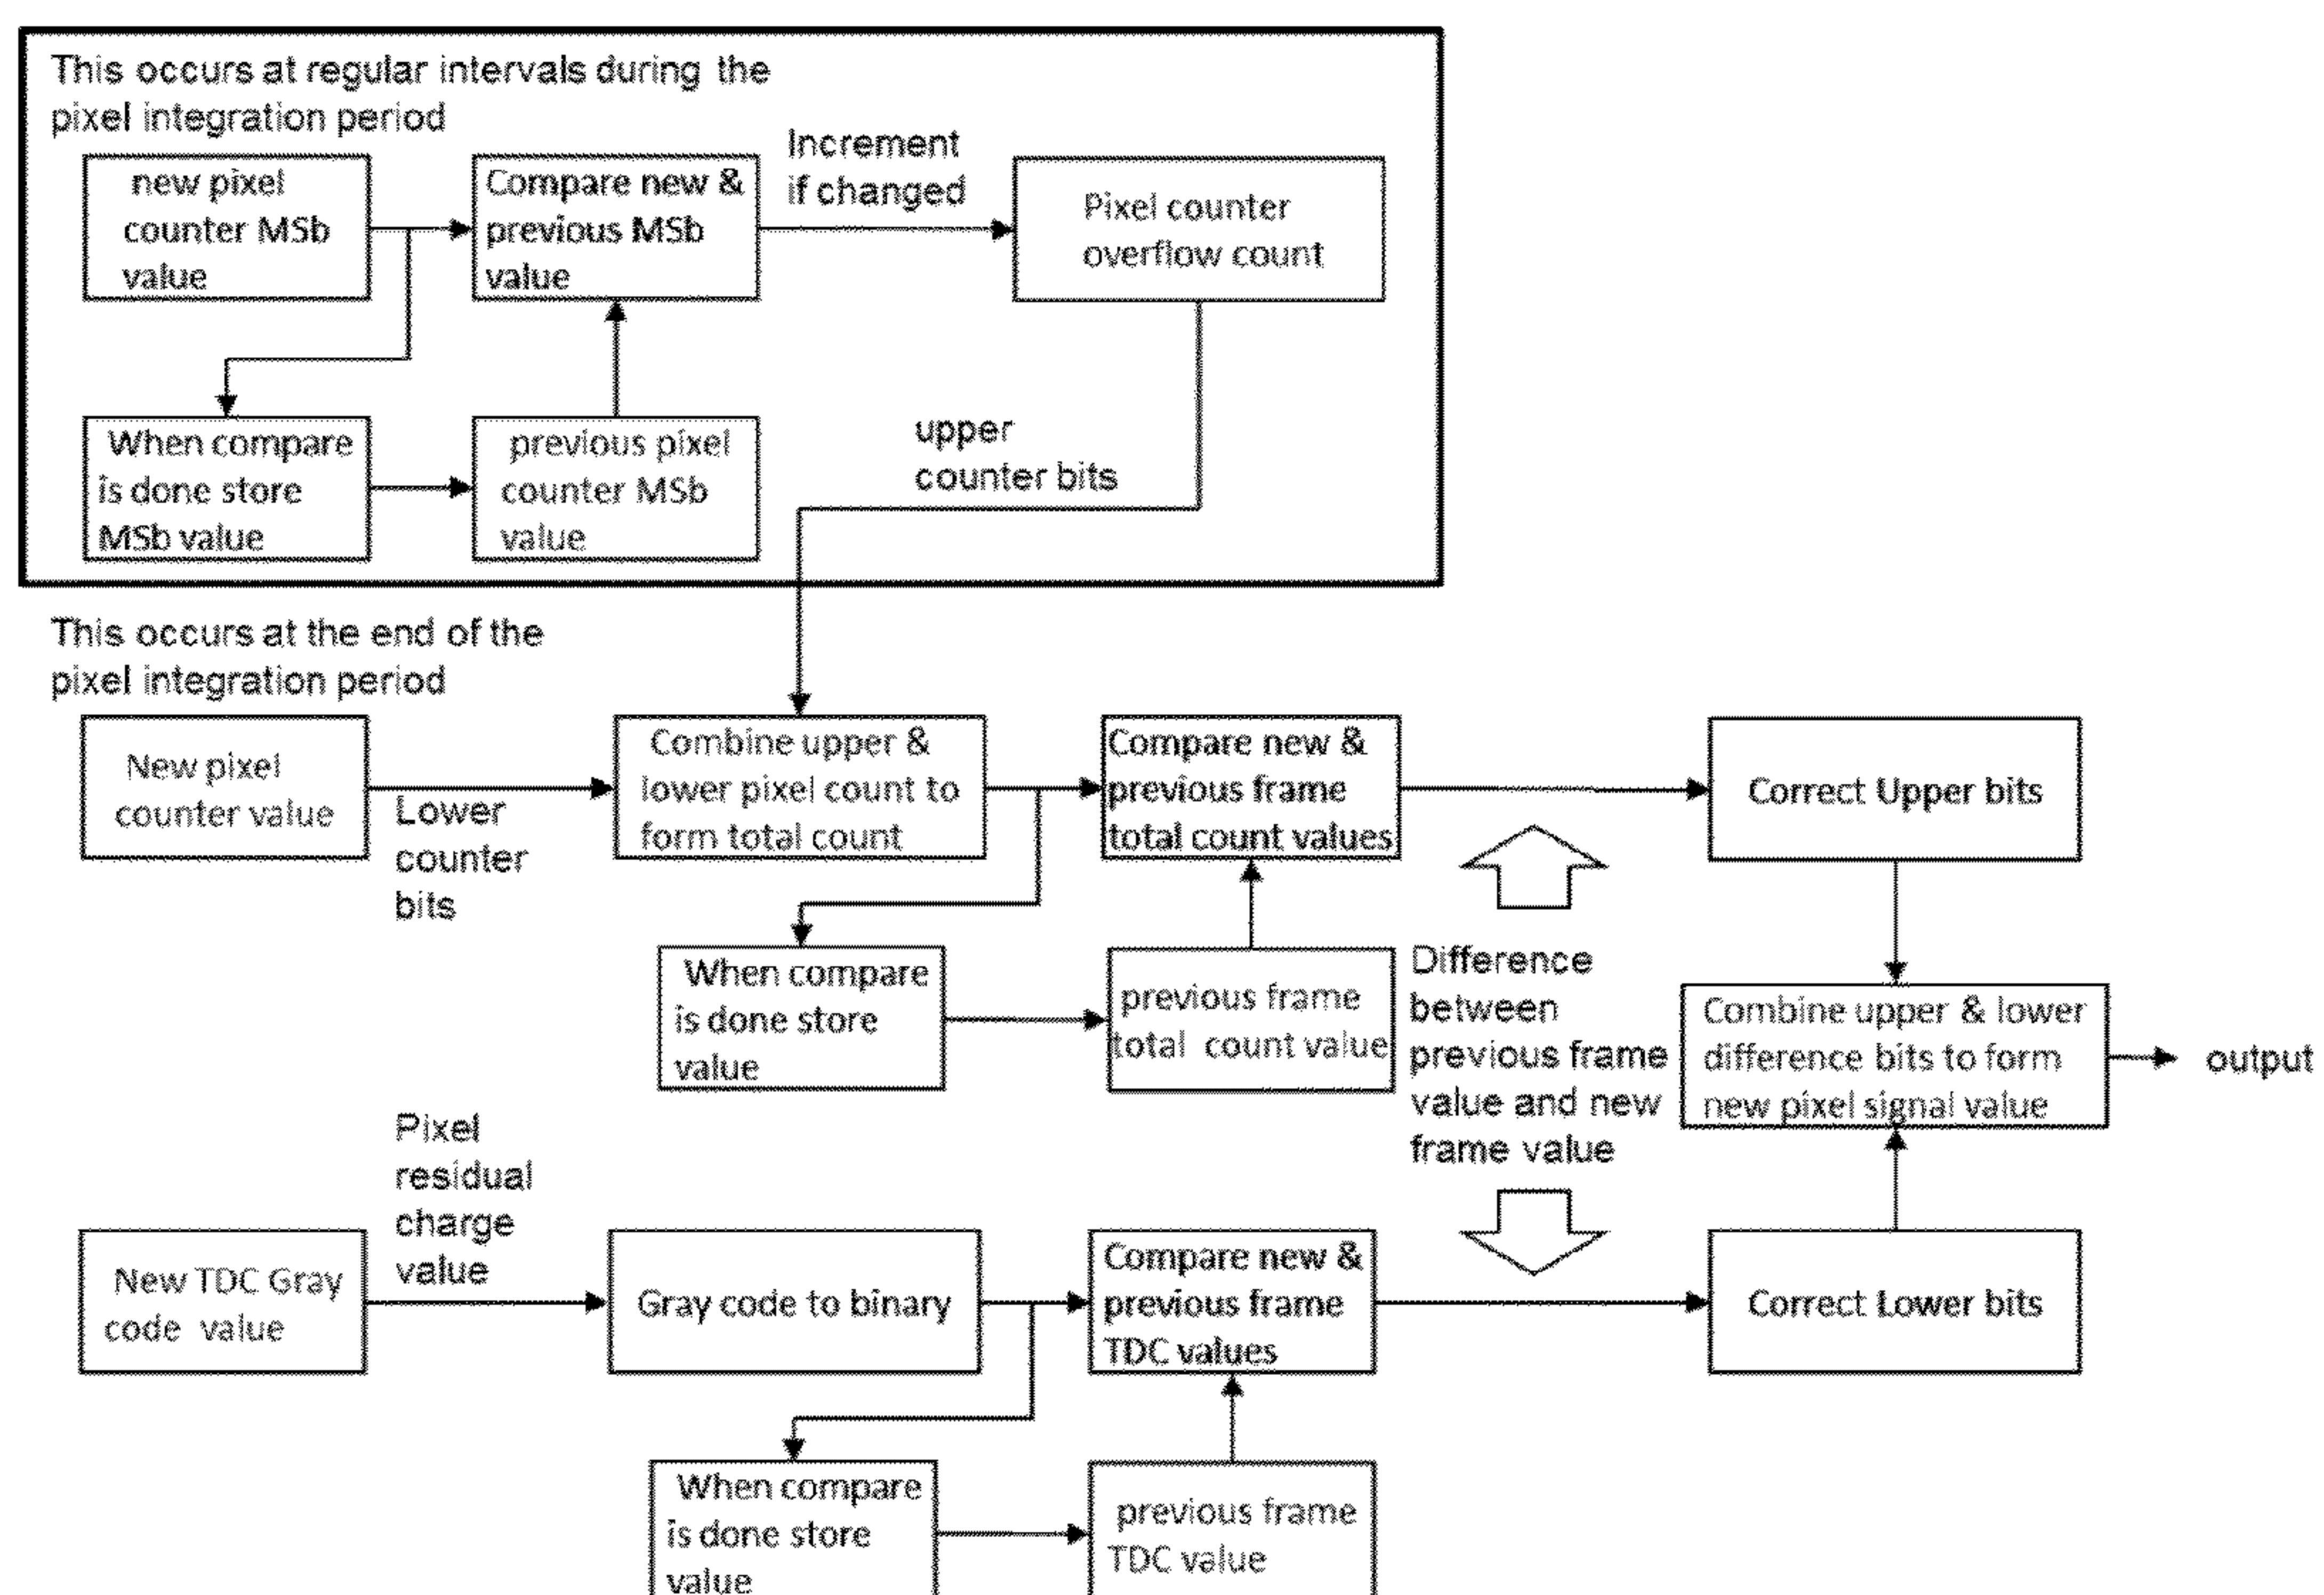 This occurs at regular intervals during the
pixel integration period
new pixel
counter MSb
value
Compare new &
previous MSb
value
Increment
if changed
Pixel counter
overflow count
When compare
is done store
MSb value
previous pixel
counter MSb
value
upper
counter bits
This occurs at the end of the
pixel integration period
New pixel
counter value
Lower
counter
bits
Combine upper &
lower pixel count to
form total count
Compare new &
previous frame
total count values
Correct Upper bits
When compare
is done store
value
previous frame
total count value
Difference
between
previous frame
value and new
frame value
Combine upper & lower
difference bits to form
new pixel signal value
output
Pixel
residual
charge
value
New TDC Gray
code value
Gray code to binary
Compare new &
previous frame
TDC values
Correct Lower bits
When compare
is done store
value
previous frame
TDC value